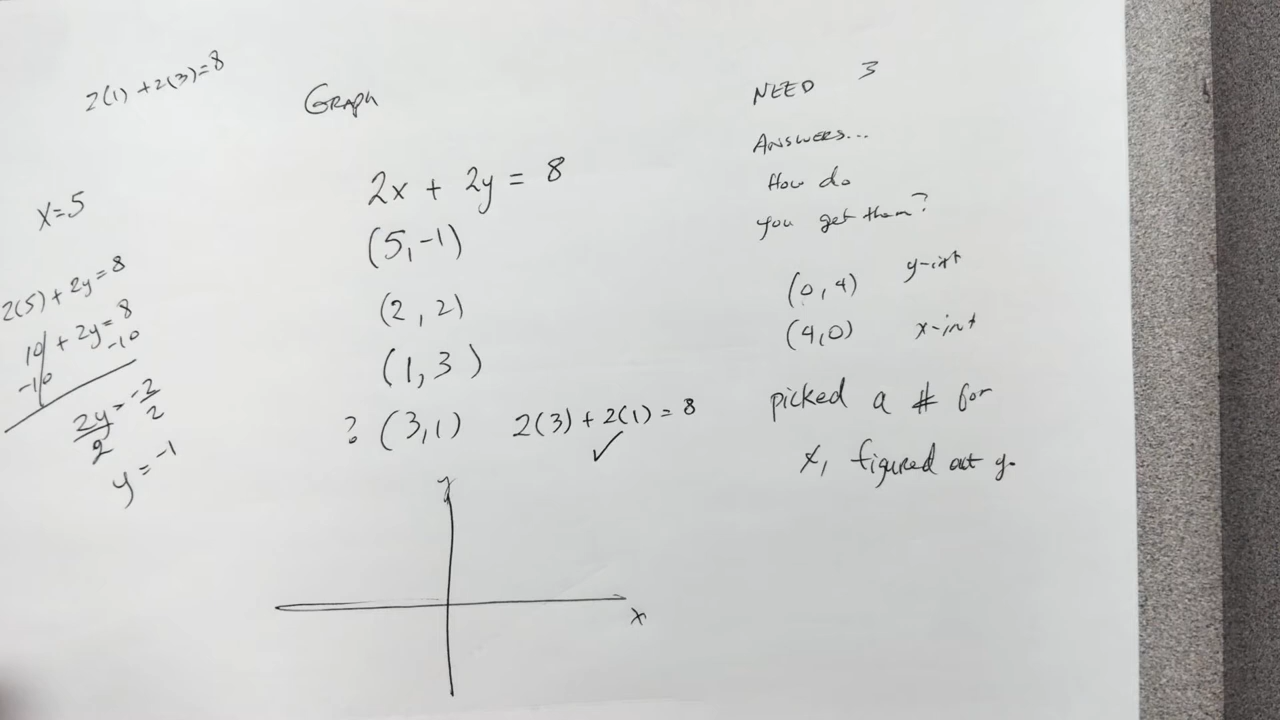 2(1) + 2(3) = 8
x = 5
2(5) + 2y = 8
10 + 2y = 8
-10 -10
2y = -2
2 2
y = -1
GRAPH
2x + 2y = 8
(5, -1)
(2, 2)
(1, 3)
? (3, 1) 2(3) + 2(1) = 8
✓
y
x
NEED 3
ANSWERS...
How do
you get them?
(0, 4) y-int
(4, 0) x-int
picked a # for
x, figured out y.